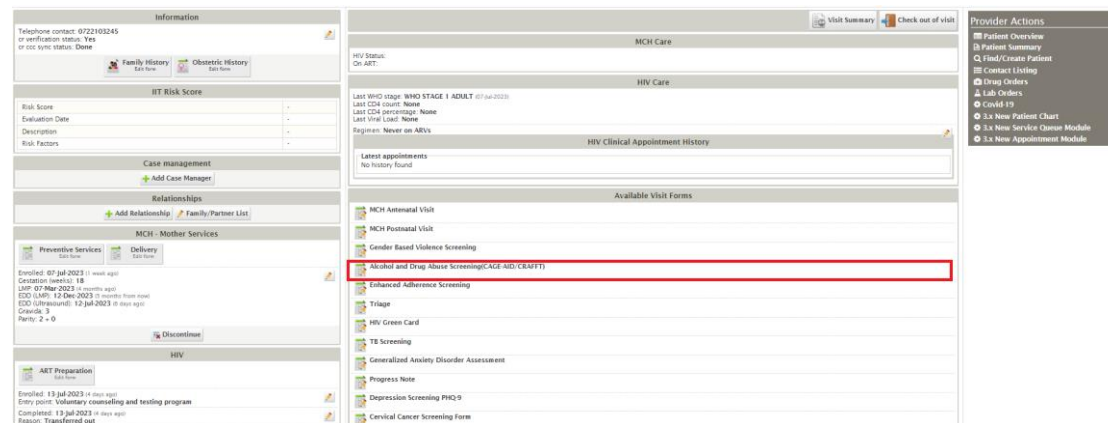 Information
Telephone contact: 0722103245
cr verification status: Yes
cr ccc sync status: Done
Family History
Edit form
Obstetric History
Edit form
IIT Risk Score
Risk Score -
Evaluation Date -
Description -
Risk Factors -
Case management
Add Case Manager
Relationships
Add Relationship
Family/Partner List
MCH - Mother Services
Preventive Services
Edit form
Delivery
Edit form
Enrolled: 07-Jul-2023 (1 week ago)
Gestation (weeks): 18
LMP: 07-Mar-2023 (4 months ago)
EDD (LMP): 12-Dec-2023 (5 months from now)
EDD (Ultrasound): 12-Jul-2023 (6 days ago)
Gravida: 3
Parity: 2 + 0
Discontinue
HIV
ART Preparation
Edit form
Enrolled: 13-Jul-2023 (4 days ago)
Entry point: Voluntary counseling and testing program
Completed: 13-Jul-2023 (4 days ago)
Reason: Transferred out
Visit Summary
Check out of visit
MCH Care
HIV Status:
On ART:
HIV Care
Last WHO stage: WHO STAGE 1 ADULT (07-Jul-2023)
Last CD4 count: None
Last CD4 percentage: None
Last Viral Load: None
Regimen: Never on ARVs
HIV Clinical Appointment History
Latest appointments
No history found
Available Visit Forms
MCH Antenatal Visit
MCH Postnatal Visit
Gender Based Violence Screening
Alcohol and Drug Abuse Screening(CAGE-AID/CRAFFT)
Enhanced Adherence Screening
Triage
HIV Green Card
TB Screening
Generalized Anxiety Disorder Assessment
Progress Note
Depression Screening PHQ-9
Cervical Cancer Screening Form
Provider Actions
Patient Overview
Patient Summary
Find/Create Patient
Contact Listing
Drug Orders
Lab Orders
Covid-19
3.x New Patient Chart
3.x New Service Queue Module
3.x New Appointment Module